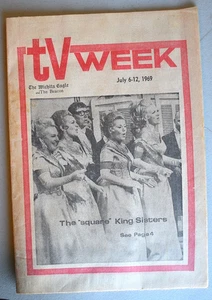 tv WEEK
The Wichita Eagle
and The Beacon
July 6-12, 1969
The "square" King Sisters
See Page 4